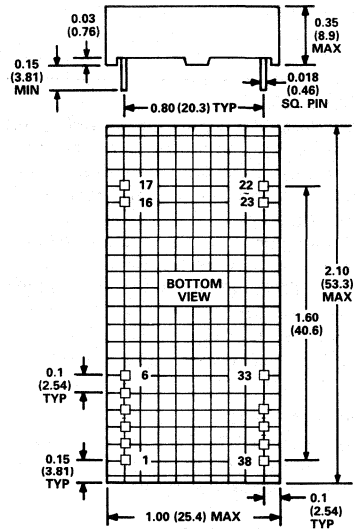 0.03
(0.76)
0.15
(3.81)
MIN
0.35
(8.9)
MAX
0.018
(0.46)
SQ. PIN
0.80 (20.3) TYP
17
22
16
23
BOTTOM
VIEW
2.10
(53.3)
MAX
1.60
(40.6)
0.1
(2.54)
TYP
6
33
0.15
(3.81)
TYP
1
38
0.1
(2.54)
TYP
1.00 (25.4) MAX